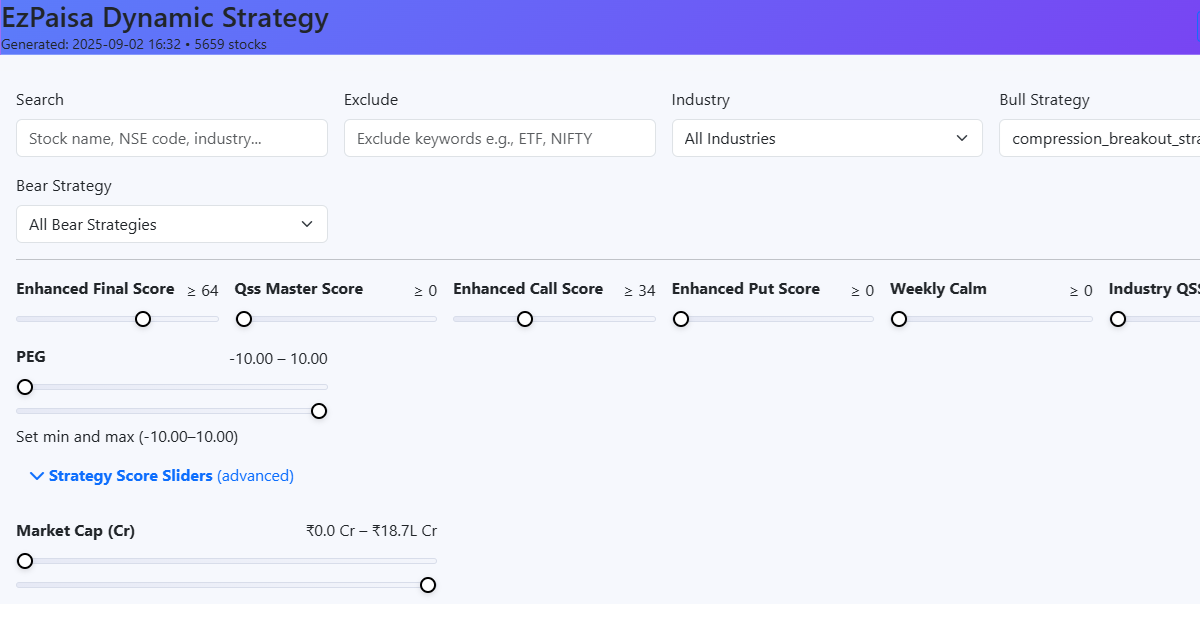 EzPaisa Dynamic Strategy
Generated: 2025-09-02 16:32 • 5659 stocks
Search Exclude Industry Bull Strategy
Stock name, NSE code, industry... Exclude keywords e.g., ETF, NIFTY All Industries compression_breakout_stra
Bear Strategy
All Bear Strategies
Enhanced Final Score ≥ 64 Qss Master Score ≥ 0 Enhanced Call Score ≥ 34 Enhanced Put Score ≥ 0 Weekly Calm ≥ 0 Industry QSS
PEG -10.00 – 10.00
Set min and max (-10.00–10.00)
Strategy Score Sliders (advanced)
Market Cap (Cr) ₹0.0 Cr – ₹18.7L Cr